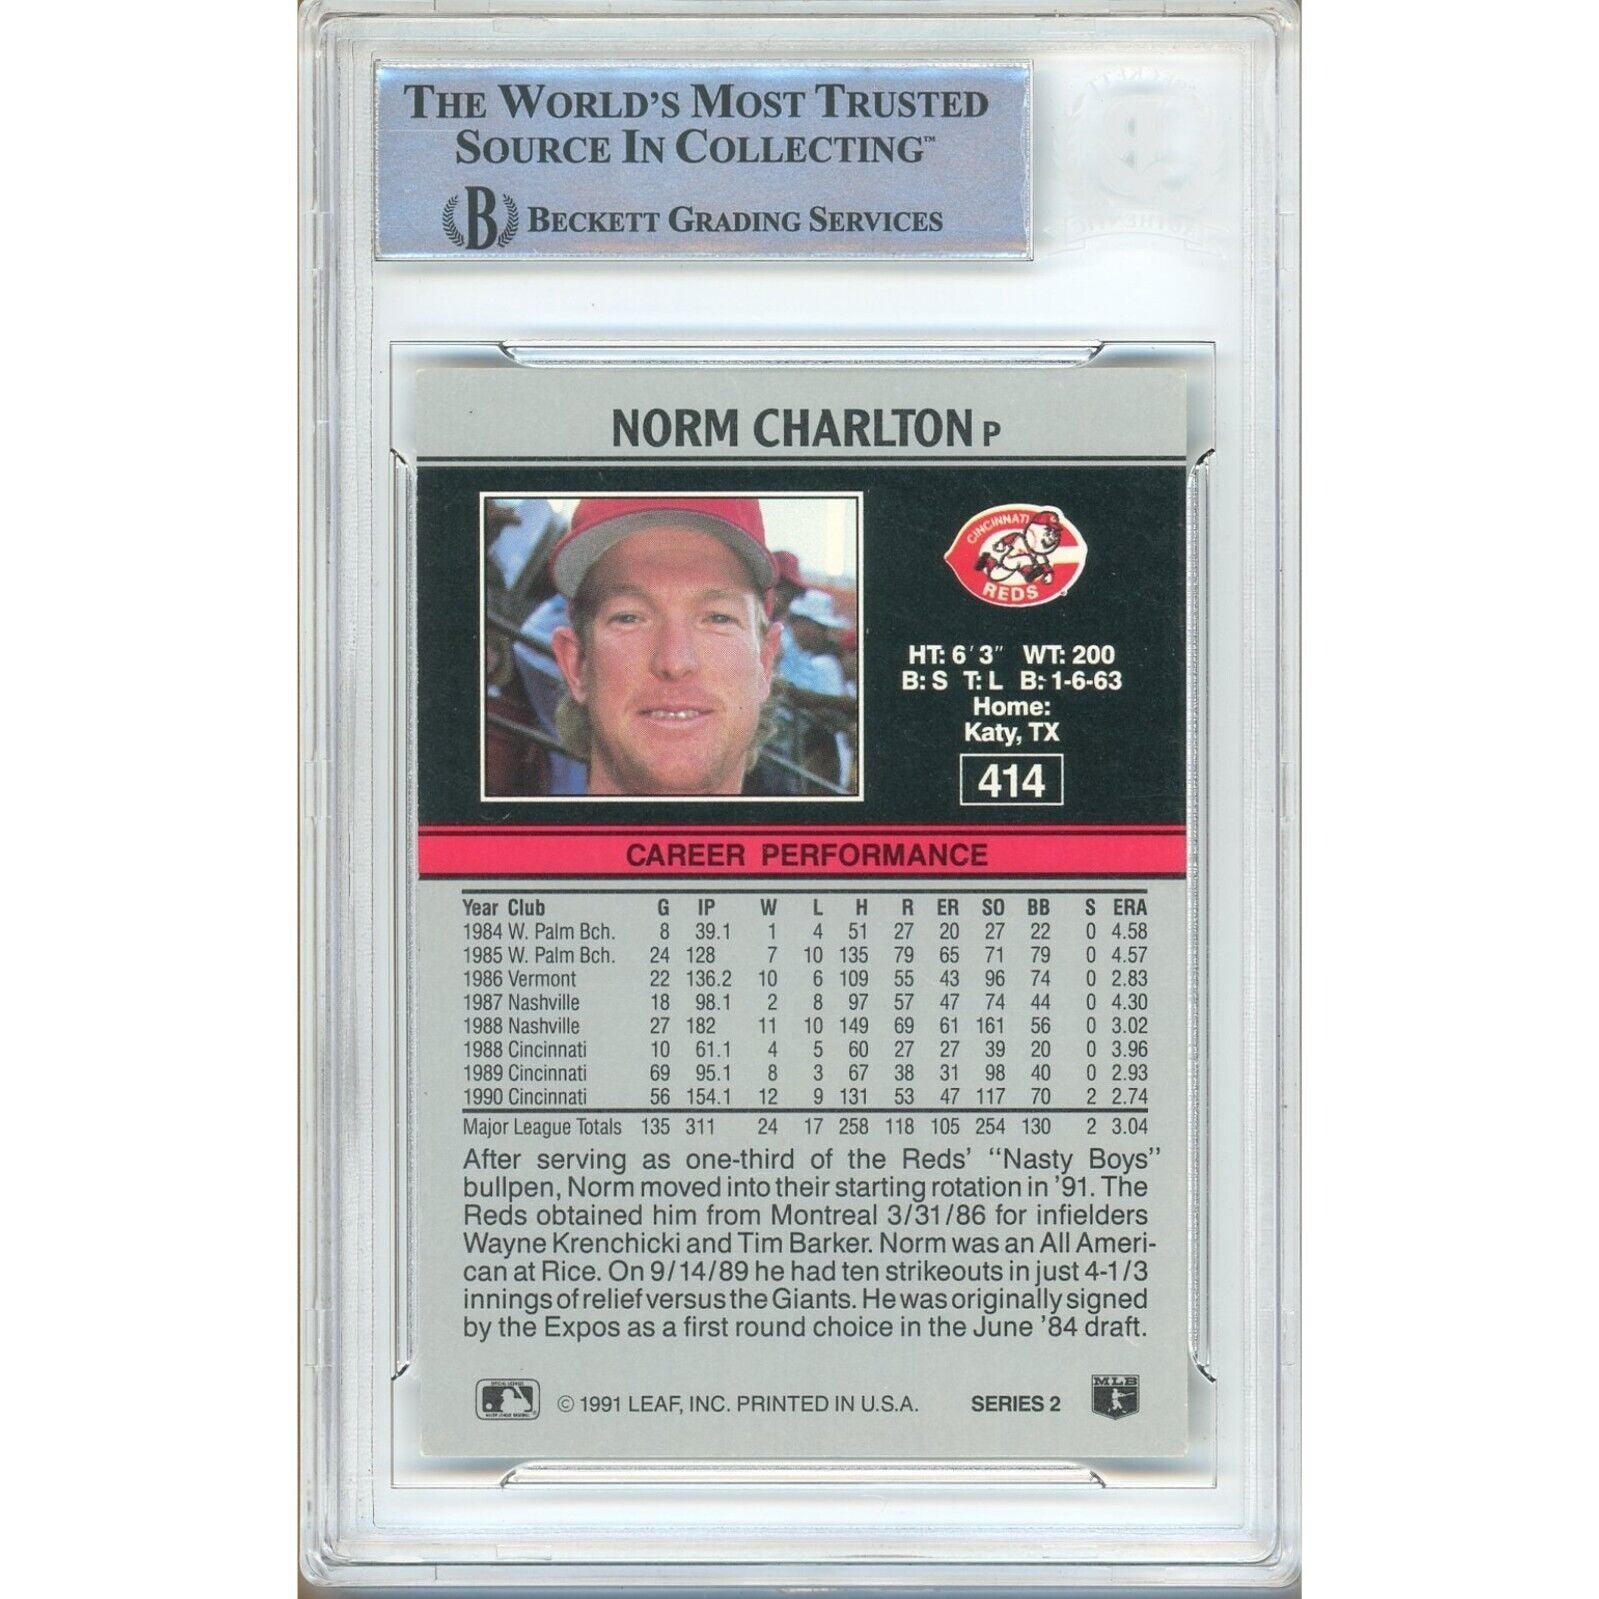 THE WORLD'S MOST TRUSTED
SOURCE IN COLLECTING™
B BECKETT GRADING SERVICES
NORM CHARLTON P
CINCINNATI
REDS
HT: 6' 3" WT: 200
B: S T: L B: 1-6-63
Home:
Katy, TX
414
CAREER PERFORMANCE
Year Club G IP W L H R ER SO BB S ERA
1984 W. Palm Bch. 8 39.1 1 4 51 27 20 27 22 0 4.58
1985 W. Palm Bch. 24 128 7 10 135 79 65 71 79 0 4.57
1986 Vermont 22 136.2 10 6 109 55 43 96 74 0 2.83
1987 Nashville 18 98.1 2 8 97 57 47 74 44 0 4.30
1988 Nashville 27 182 11 10 149 69 61 161 56 0 3.02
1988 Cincinnati 10 61.1 4 5 60 27 27 39 20 0 3.96
1989 Cincinnati 69 95.1 8 3 67 38 31 98 40 0 2.93
1990 Cincinnati 56 154.1 12 9 131 53 47 117 70 2 2.74
Major League Totals 135 311 24 17 258 118 105 254 130 2 3.04
After serving as one-third of the Reds' "Nasty Boys"
bullpen, Norm moved into their starting rotation in '91. The
Reds obtained him from Montreal 3/31/86 for infielders
Wayne Krenchicki and Tim Barker. Norm was an All Ameri-
can at Rice. On 9/14/89 he had ten strikeouts in just 4-1/3
innings of relief versus the Giants. He was originally signed
by the Expos as a first round choice in the June '84 draft.
© 1991 LEAF, INC. PRINTED IN U.S.A. SERIES 2 MLB